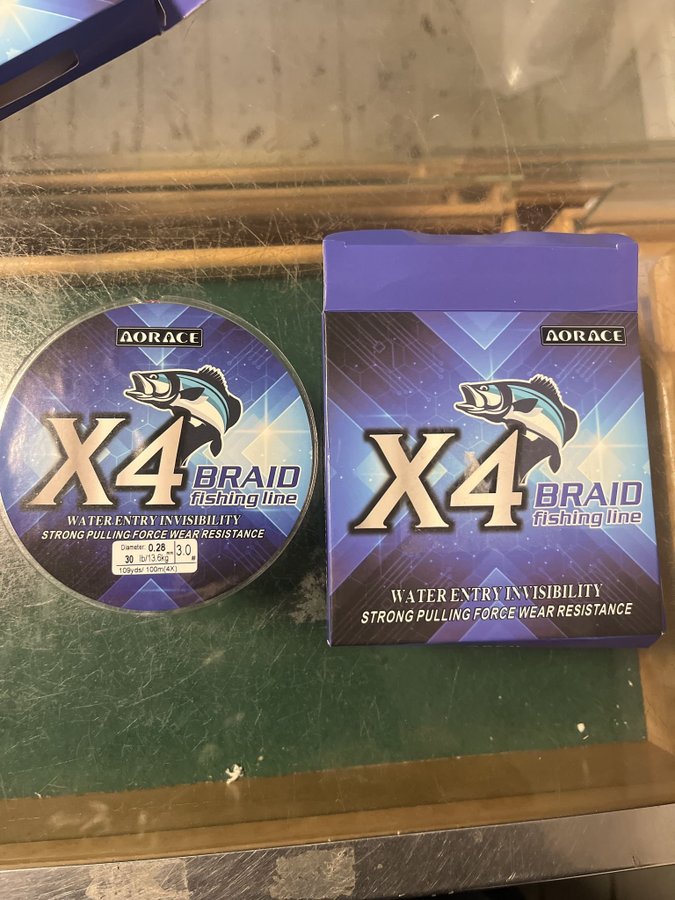 AORACE
X4
BRAID
fishing line
WATER ENTRY INVISIBILITY
STRONG PULLING FORCE WEAR RESISTANCE
Diameter: 0.28 mm
3.0 #
30 lb/13.6kg
109yds/ 100m(4X)
AORACE
X4
BRAID
fishing line
WATER ENTRY INVISIBILITY
STRONG PULLING FORCE WEAR RESISTANCE